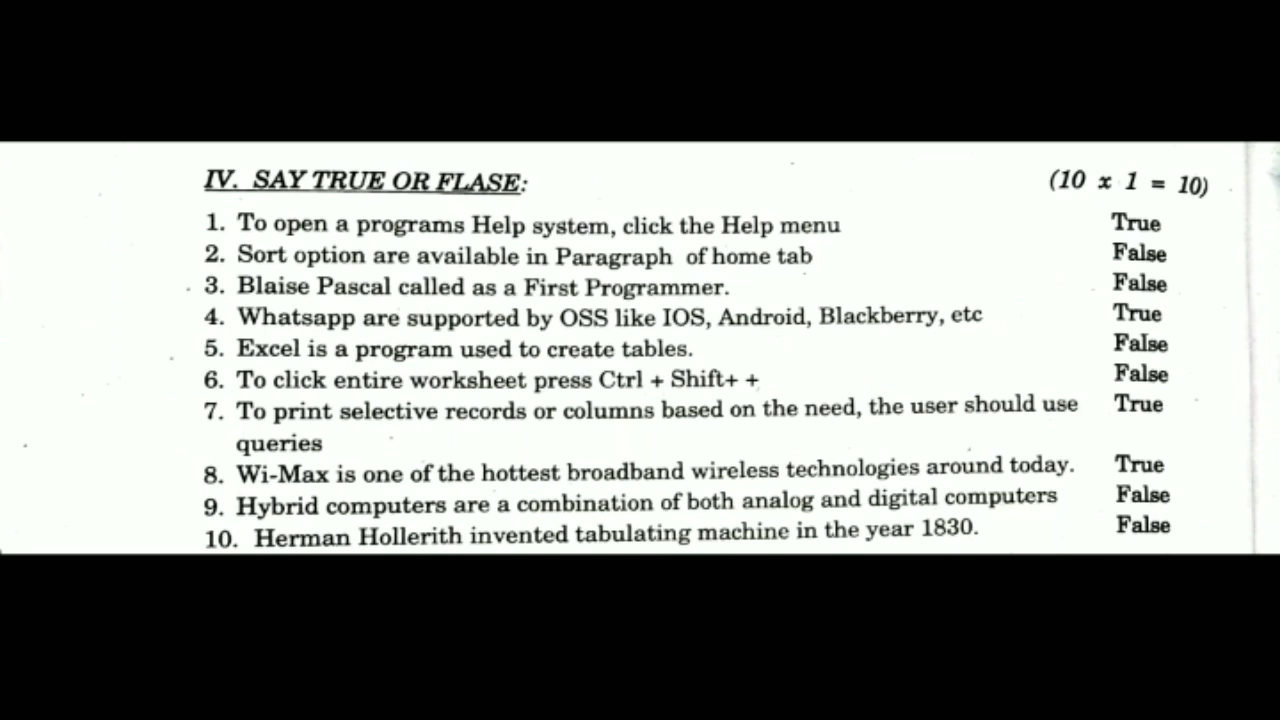 IV. SAY TRUE OR FLASE: (10 x 1 = 10)
1. To open a programs Help system, click the Help menu True
2. Sort option are available in Paragraph of home tab False
3. Blaise Pascal called as a First Programmer. False
4. Whatsapp are supported by OSS like IOS, Android, Blackberry, etc True
5. Excel is a program used to create tables. False
6. To click entire worksheet press Ctrl + Shift+ + False
7. To print selective records or columns based on the need, the user should use True
queries
8. Wi-Max is one of the hottest broadband wireless technologies around today. True
9. Hybrid computers are a combination of both analog and digital computers False
10. Herman Hollerith invented tabulating machine in the year 1830. False